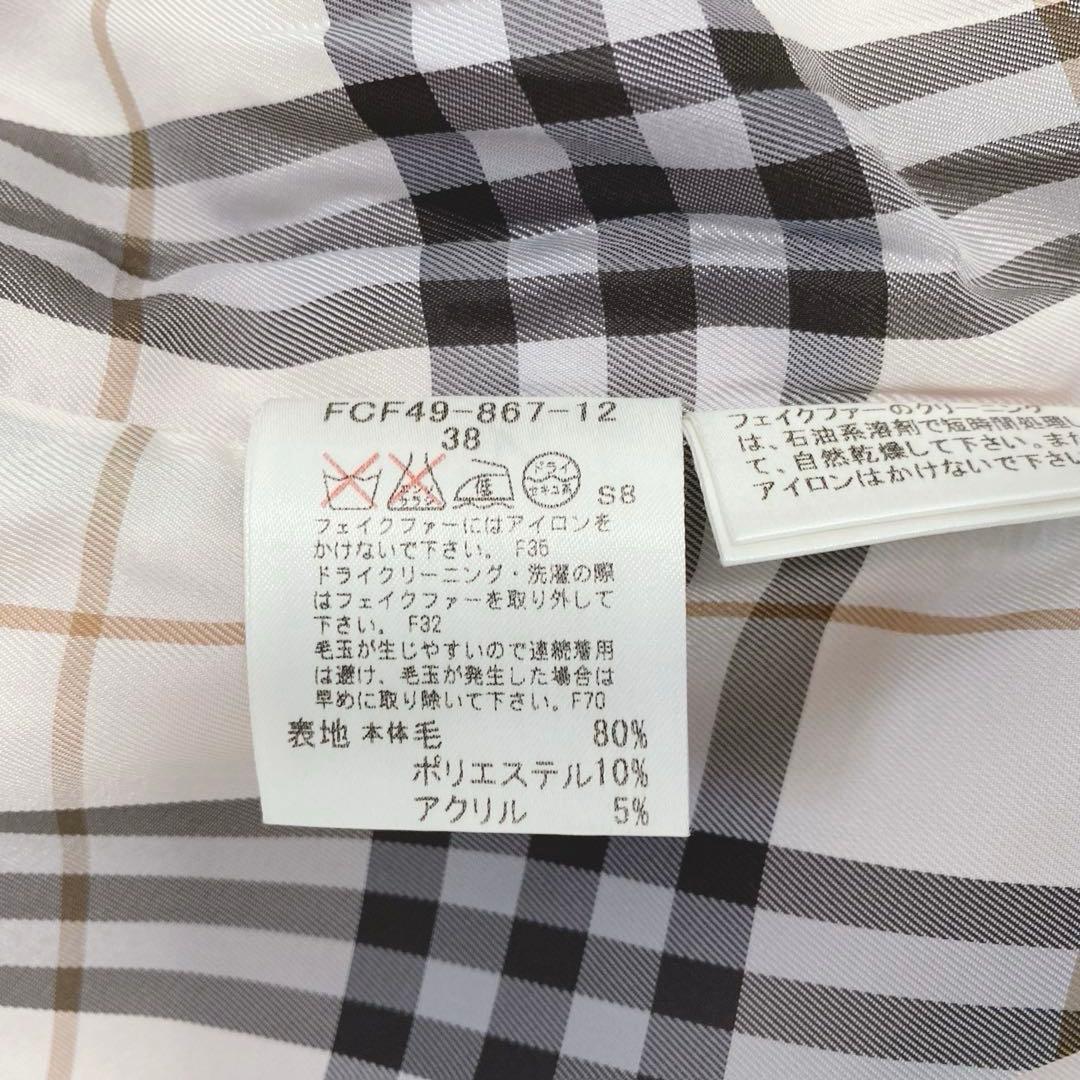 FCF49-867-12
38
エンソ
サラシ
低
ドライ
セキユ系
S8
フェイクファーにはアイロンを
かけないで下さい。 F35
ドライクリーニング・洗濯の際
はフェイクファーを取り外して
下さい。 F32
毛玉が生じやすいので連続着用
は避け、毛玉が発生した場合は
早めに取り除いて下さい。F70
表地 本体毛 80%
ポリエステル10%
アクリル 5%
フェイクファーのクリーニング
は、石油系溶剤で短時間処理し
て、自然乾燥して下さい。また
アイロンはかけないで下さい